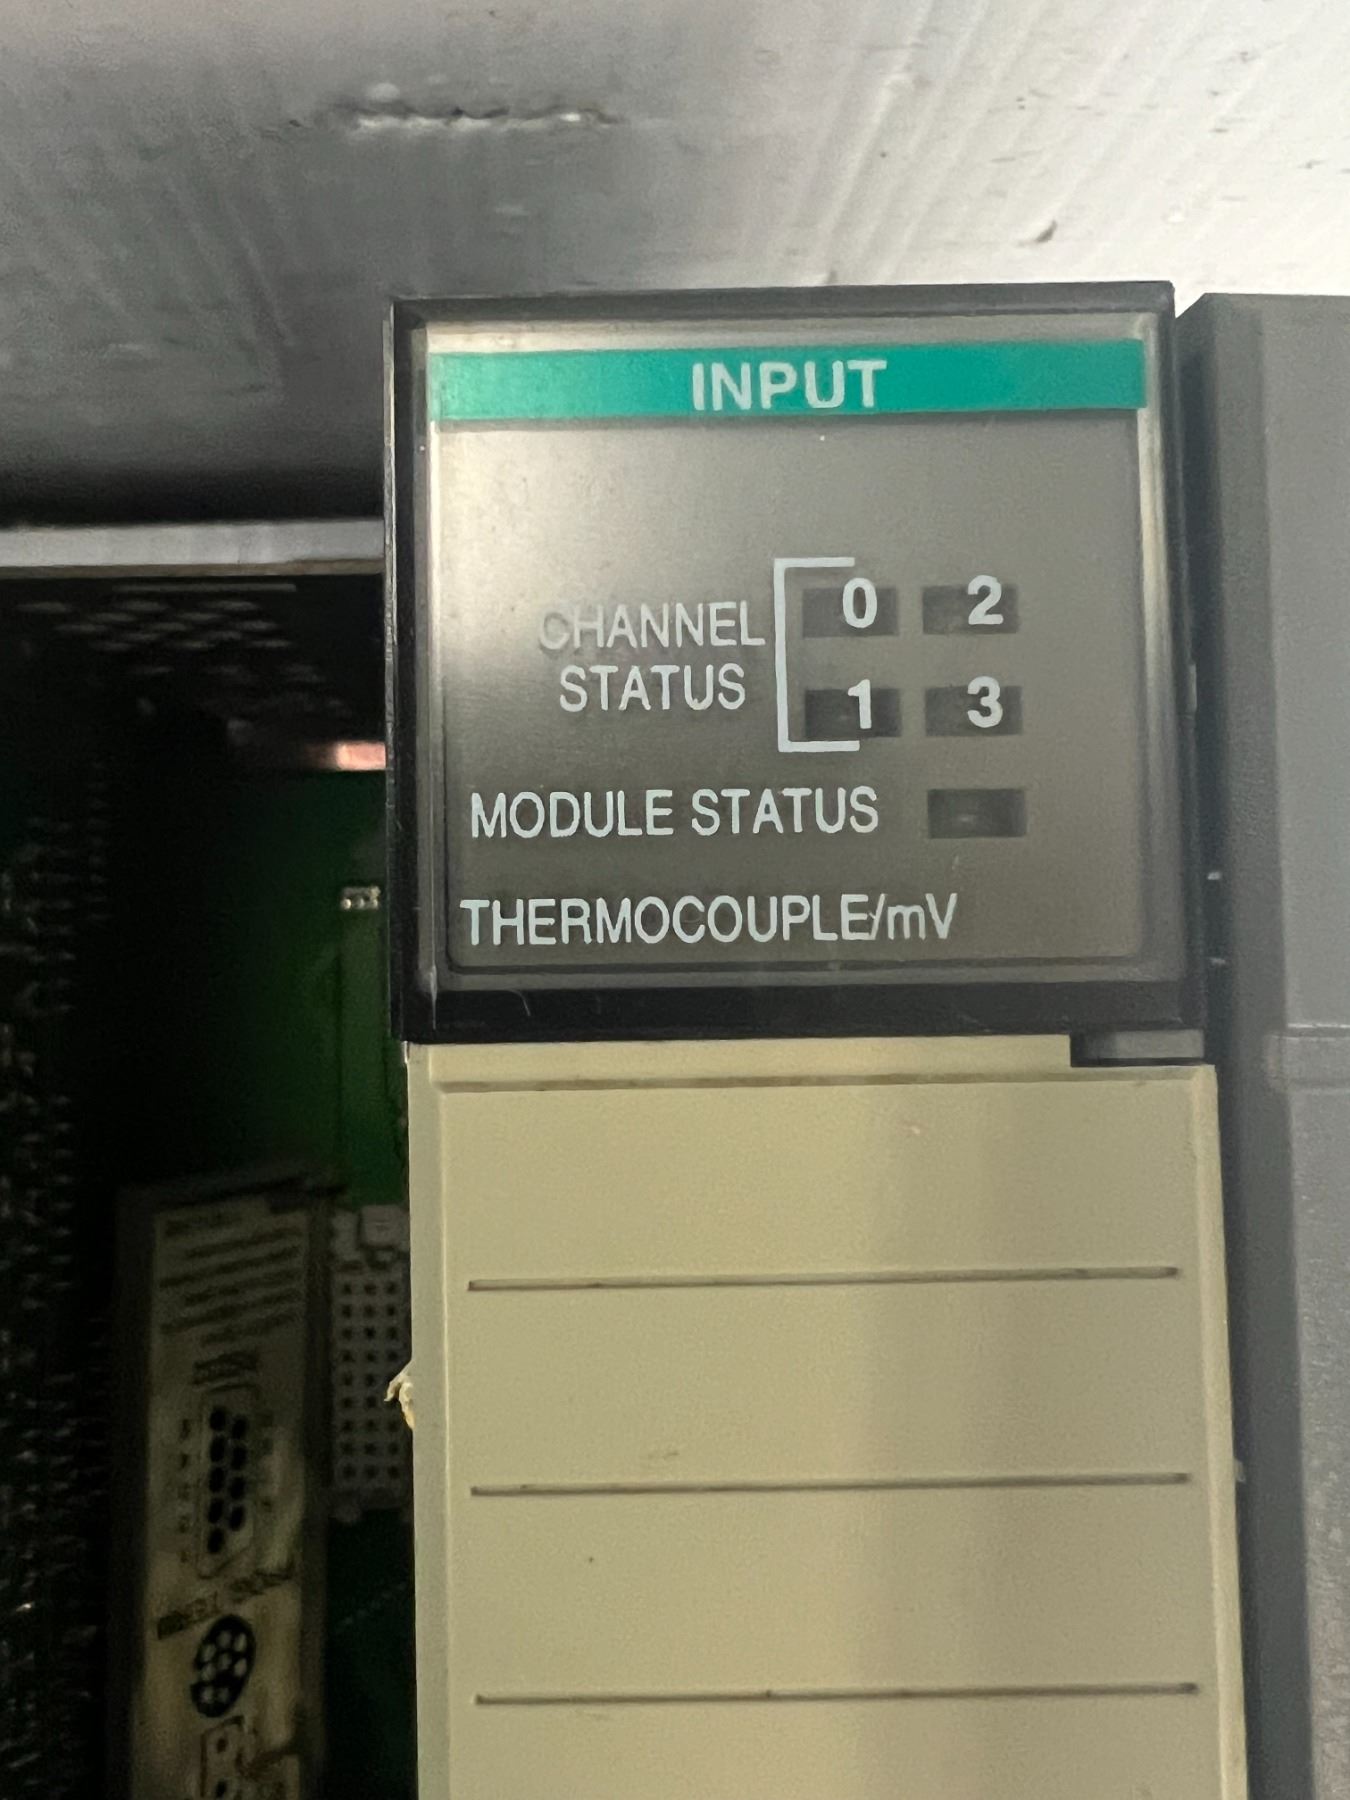 INPUT
CHANNEL
STATUS
0 2
1 3
MODULE STATUS
THERMOCOUPLE/mV